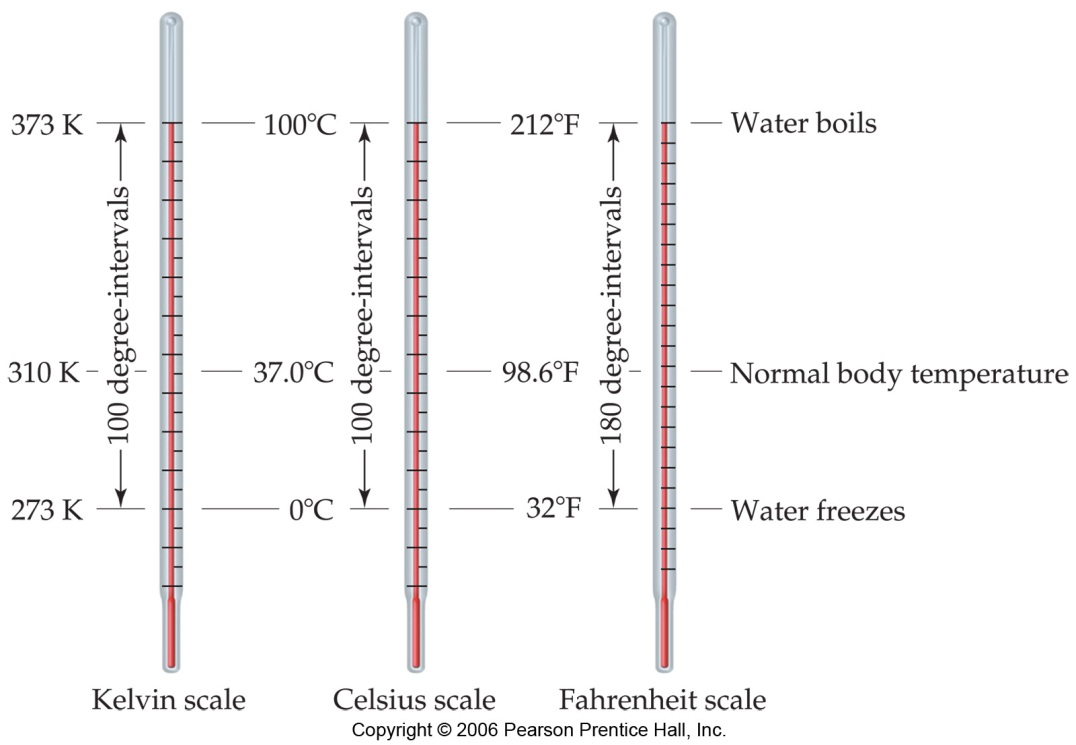 373 K
100°C
212°F
Water boils
100 degree-intervals
100 degree-intervals
180 degree-intervals
310 K
37.0°C
98.6°F
Normal body temperature
273 K
0°C
32°F
Water freezes
Kelvin scale
Celsius scale
Fahrenheit scale
Copyright © 2006 Pearson Prentice Hall, Inc.